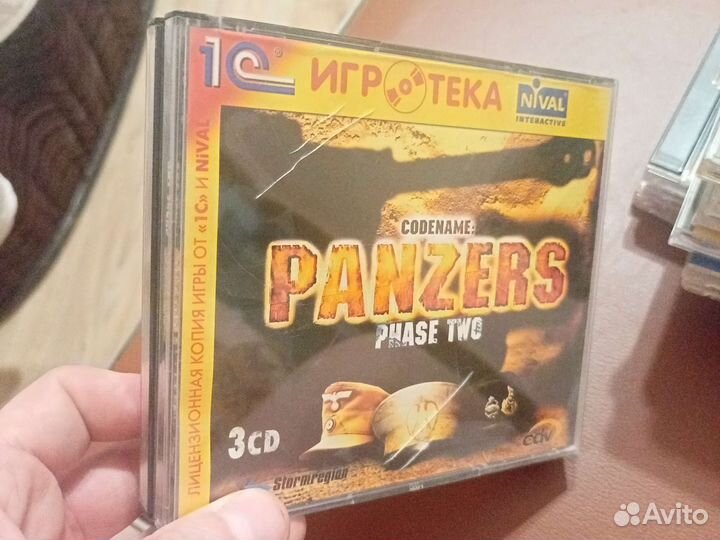 1С ИГРОТЕКА NIVAL
INTERACTIVE
ЛИЦЕНЗИОННАЯ КОПИЯ ИГРЫ ОТ «1С» И NIVAL
CODENAME:
PANZERS
PHASE TWO
3CD
cdv
Stormregion
Avito